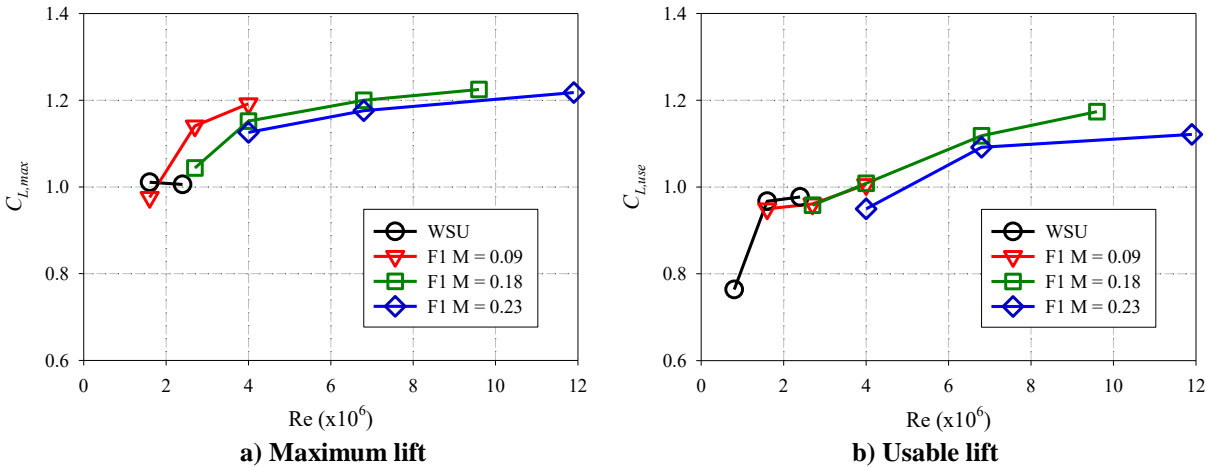 1.4
1.2
1.0
0.8
0.6
C_{L,max}
WSU
F1 M = 0.09
F1 M = 0.18
F1 M = 0.23
0 2 4 6 8 10 12
Re (x10^6)
a) Maximum lift
1.4
1.2
1.0
0.8
0.6
C_{L,use}
WSU
F1 M = 0.09
F1 M = 0.18
F1 M = 0.23
0 2 4 6 8 10 12
Re (x10^6)
b) Usable lift